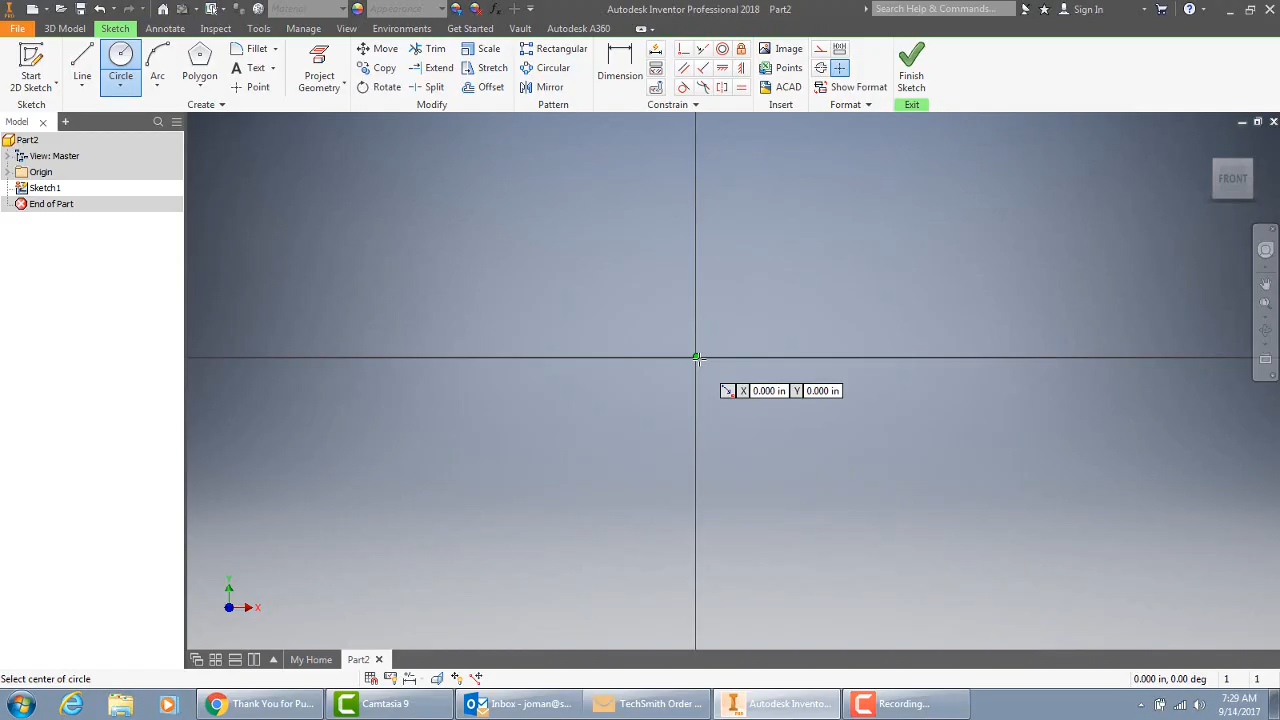 Material
Appearance
Autodesk Inventor Professional 2018 Part2
Search Help & Commands...
Sign In
File
3D Model
Sketch
Annotate
Inspect
Tools
Manage
View
Environments
Get Started
Vault
Autodesk A360
Start
2D Sketch
Line
Circle
Arc
Polygon
Fillet
Text
Point
Project
Geometry
Move
Copy
Rotate
Trim
Extend
Split
Scale
Stretch
Offset
Rectangular
Circular
Mirror
Dimension
Image
Points
ACAD
Show Format
Finish
Sketch
Sketch
Create
Modify
Pattern
Constrain
Insert
Format
Exit
Model
Part2
View: Master
Origin
Sketch1
End of Part
FRONT
X 0.000 in Y 0.000 in
Y
X
My Home
Part2
Select center of circle
0.000 in, 0.00 deg 1 1
Thank You for Pu...
Camtasia 9
Inbox - joman@s...
TechSmith Order ...
Autodesk Invento...
Recording...
7:29 AM
9/14/2017